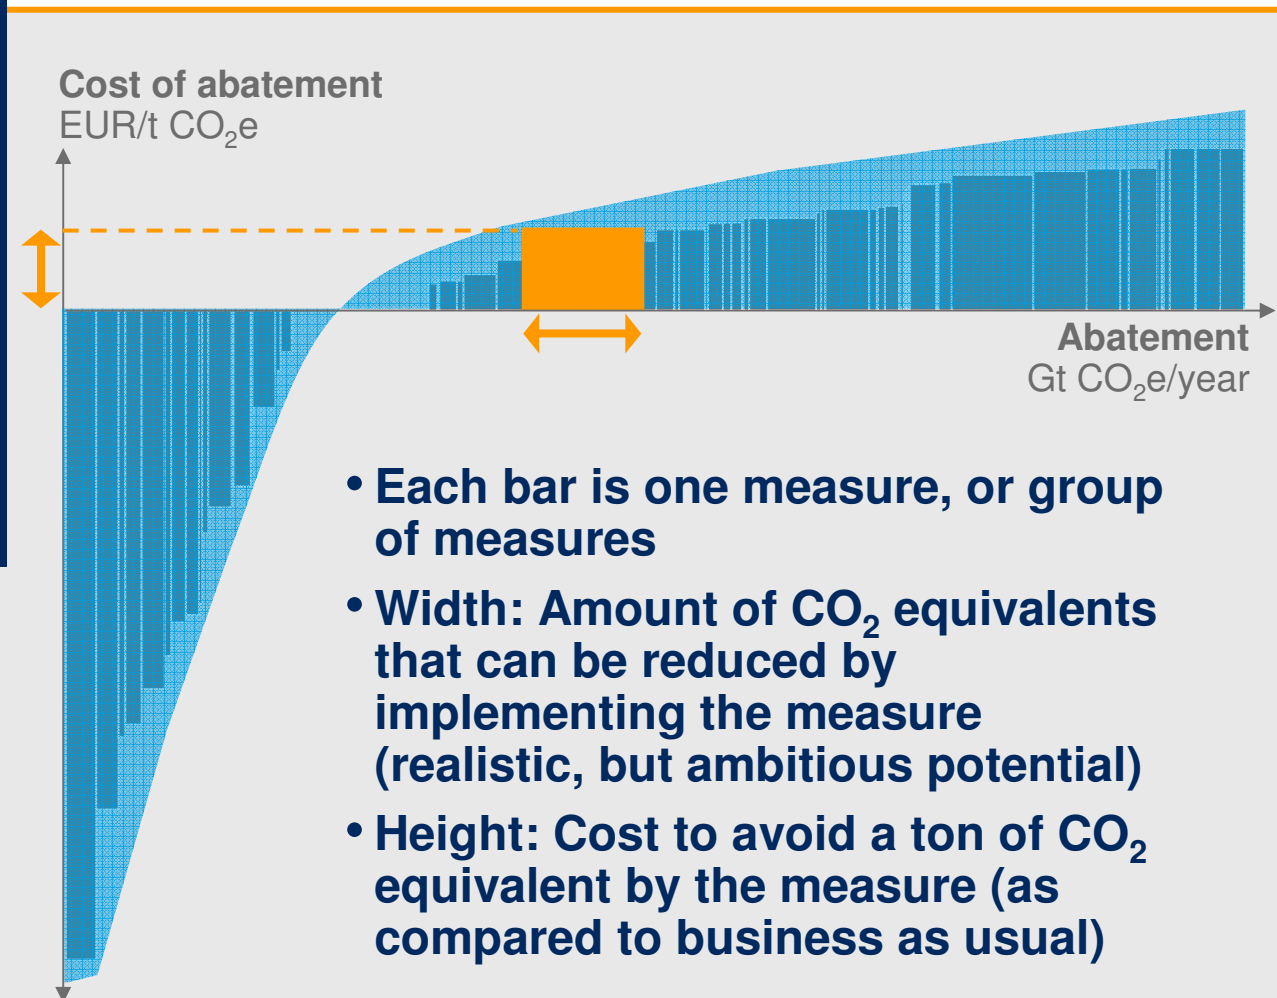 Cost of abatement
EUR/t CO₂e
Abatement
Gt CO₂e/year
• Each bar is one measure, or group
of measures
• Width: Amount of CO₂ equivalents
that can be reduced by
implementing the measure
(realistic, but ambitious potential)
• Height: Cost to avoid a ton of CO₂
equivalent by the measure (as
compared to business as usual)